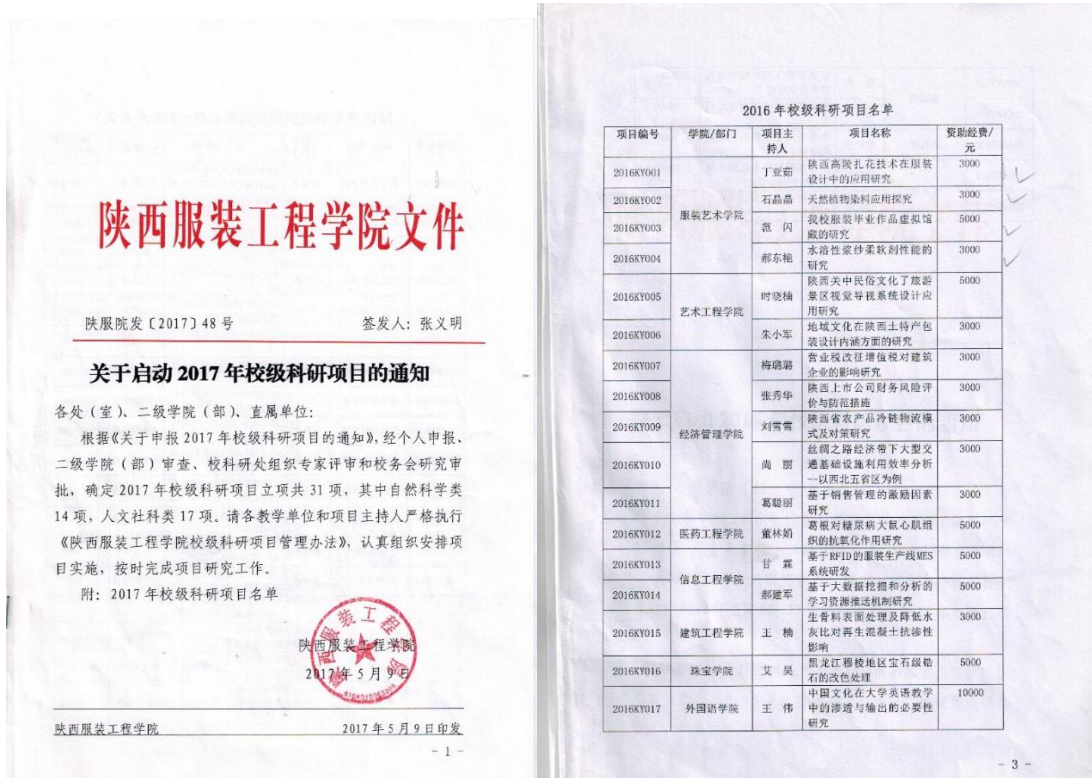 陕西服装工程学院文件
陕服院发〔2017〕48号 签发人：张义明
关于启动 2017 年校级科研项目的通知
各处（室）、二级学院（部）、直属单位：
根据《关于申报 2017 年校级科研项目的通知》，经个人申报、
二级学院（部）审查、校科研处组织专家评审和校务会研究审
批，确定 2017 年校级科研项目立项共 31 项，其中自然科学类
14 项，人文社科类 17 项。请各教学单位和项目主持人严格执行
《陕西服装工程学院校级科研项目管理办法》，认真组织安排项
目实施，按时完成项目研究工作。
附：2017 年校级科研项目名单
陕西服装工程学院
2017 年 5 月 9 日
陕西服装工程学院 2017 年 5 月 9 日印发
- 1 -
2016 年校级科研项目名单
项目编号 学院/部门 项目主 项目名称 资助经费/
持人 元
2016KY001 丁亚茹 陕西高陵扎花技术在服装 3000
设计中的应用研究
2016KY002 石晶晶 天然植物染料应用探究 3000
服装艺术学院
2016KY003 范 闪 我校服装毕业作品虚拟馆 5000
藏的研究
2016KY004 郝东艳 水溶性浆纱柔软剂性能的 3000
研究
2016KY005 时晓楠 陕西关中民俗文化了旅游 5000
景区视觉导视系统设计应
用研究
艺术工程学院
2016KY006 朱小军 地域文化在陕西土特产包 3000
装设计内涵方面的研究
2016KY007 梅璐璐 营业税改征增值税对建筑 3000
企业的影响研究
2016KY008 张秀华 陕西上市公司财务风险评 3000
价与防范措施
2016KY009 刘雪雪 陕西省农产品冷链物流模 3000
式及对策研究
经济管理学院
2016KY010 尚 丽 丝绸之路经济带下大型交 3000
通基础设施利用效率分析
—以西北五省区为例
2016KY011 葛聪丽 基于销售管理的激励因素 3000
研究
2016KY012 医药工程学院 董林娟 葛根对糖尿病大鼠心肌组 5000
织的抗氧化作用研究
2016KY013 甘 霖 基于RFID的服装生产线MES 5000
系统研发
信息工程学院
2016KY014 郝建军 基于大数据挖掘和分析的 5000
学习资源推送机制研究
2016KY015 建筑工程学院 王 楠 生骨料表面处理及降低水 3000
灰比对再生混凝土抗渗性
影响
2016KY016 珠宝学院 艾 昊 黑龙江穆棱地区宝石级锆 5000
石的改色处理
2016KY017 外国语学院 王 伟 中国文化在大学英语教学 10000
中的渗透与输出的必要性
研究
- 3 -